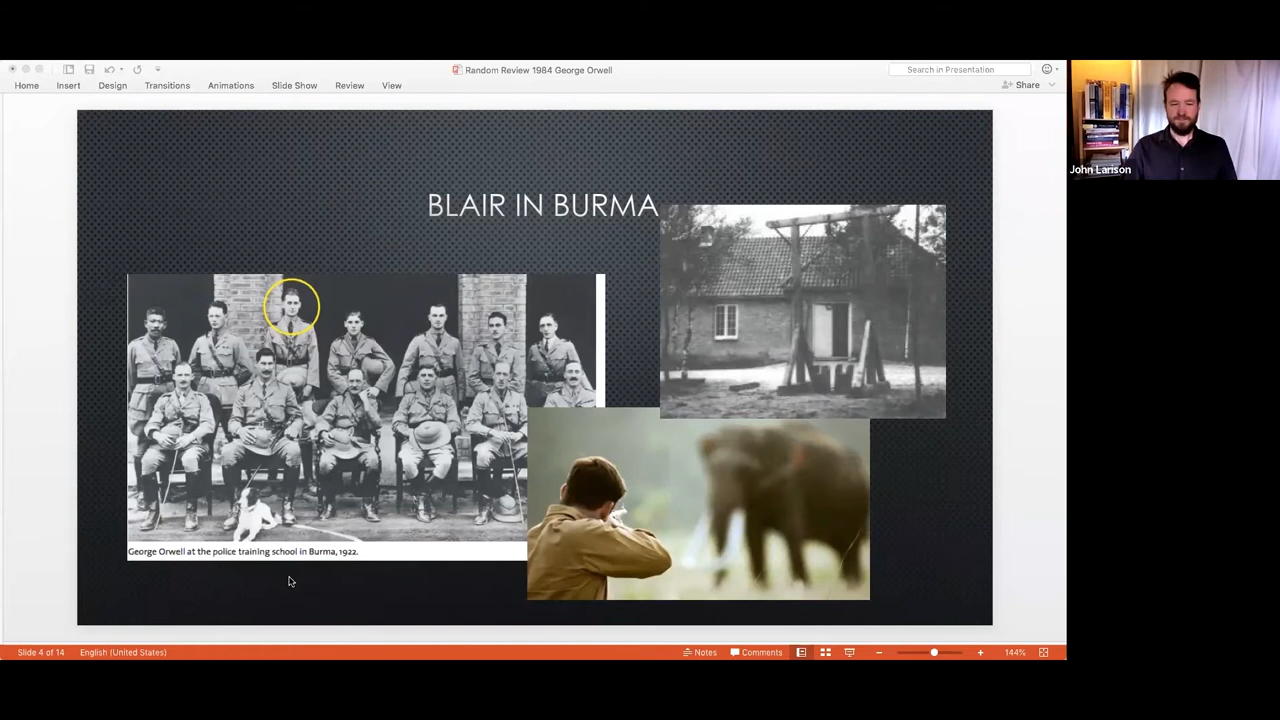 Random Review 1984 George Orwell
Search in Presentation
Home Insert Design Transitions Animations Slide Show Review View Share
John Larison
BLAIR IN BURMA
George Orwell at the police training school in Burma, 1922.
Slide 4 of 14 English (United States) Notes Comments 144%